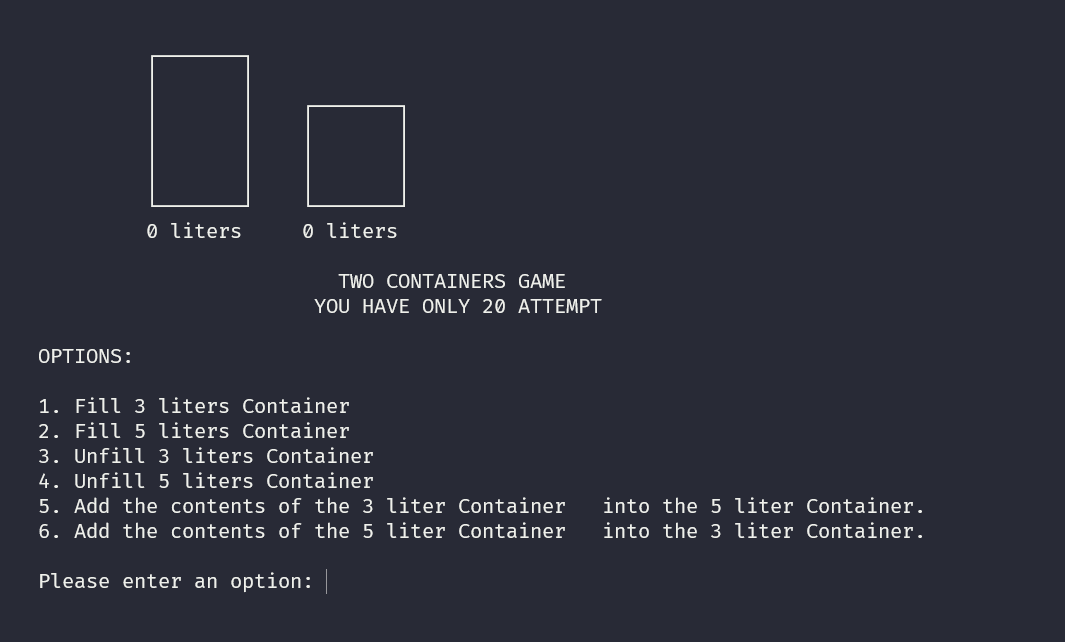 0 liters 0 liters
TWO CONTAINERS GAME
YOU HAVE ONLY 20 ATTEMPT
OPTIONS:
1. Fill 3 liters Container
2. Fill 5 liters Container
3. Unfill 3 liters Container
4. Unfill 5 liters Container
5. Add the contents of the 3 liter Container   into the 5 liter Container.
6. Add the contents of the 5 liter Container   into the 3 liter Container.
Please enter an option: